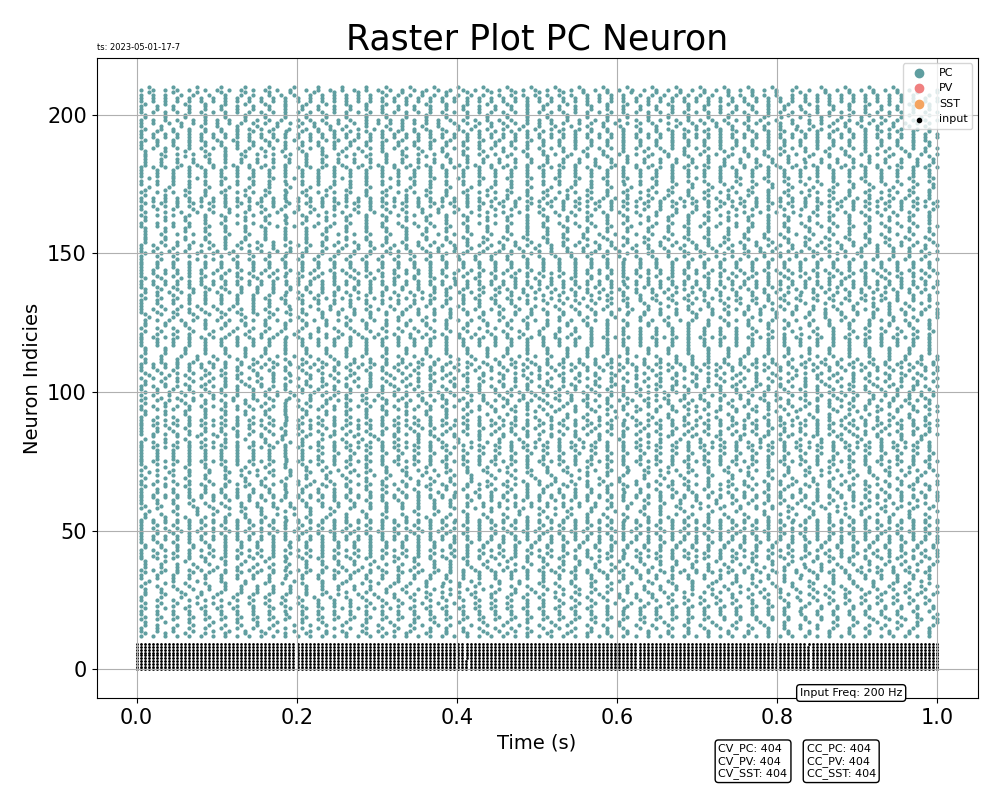 Raster Plot PC Neuron
ts: 2023-05-01-17-7
PC
PV
SST
input
200
150
100
50
0
Neuron Indicies
0.0 0.2 0.4 0.6 0.8 1.0
Time (s)
Input Freq: 200 Hz
CV_PC: 404
CV_PV: 404
CV_SST: 404
CC_PC: 404
CC_PV: 404
CC_SST: 404